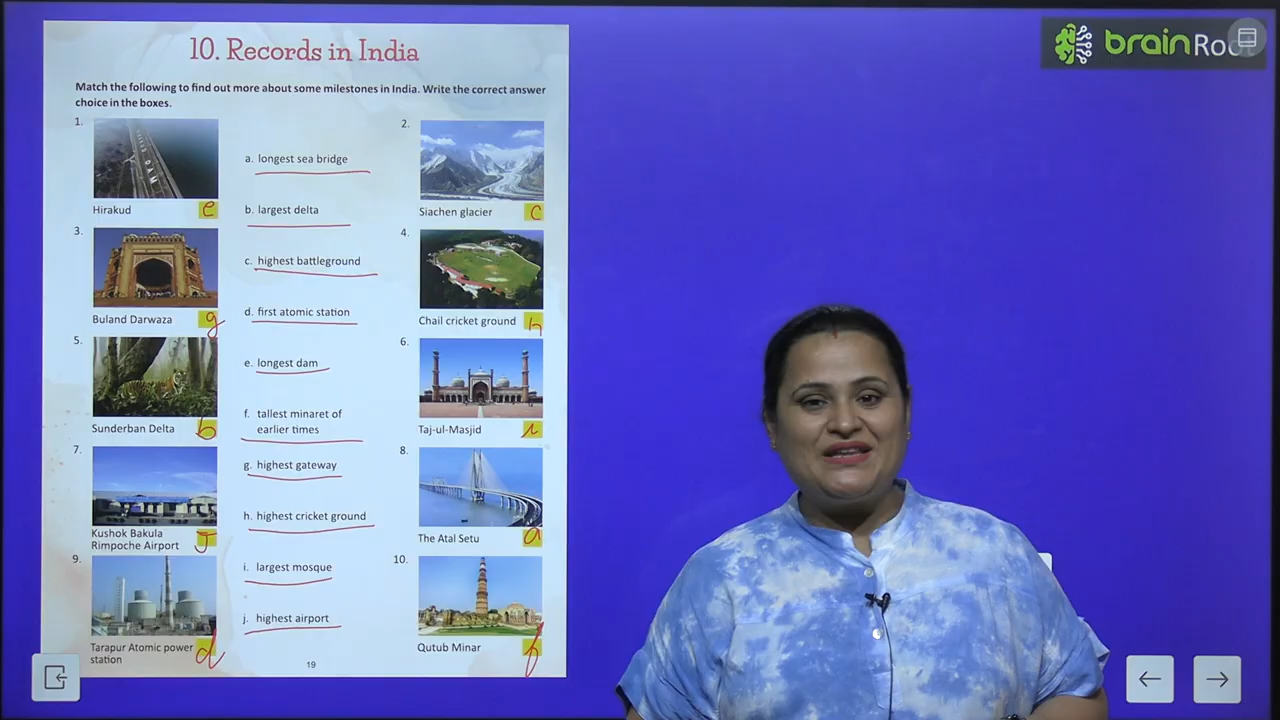 10. Records in India
Match the following to find out more about some milestones in India. Write the correct answer
choice in the boxes.
1.
Hirakud e
a. longest sea bridge
2.
Siachen glacier c
b. largest delta
3.
Buland Darwaza g
c. highest battleground
4.
Chail cricket ground h
d. first atomic station
5.
Sunderban Delta b
e. longest dam
6.
Taj-ul-Masjid i
f. tallest minaret of
earlier times
7.
Kushok Bakula
Rimpoche Airport j
g. highest gateway
8.
The Atal Setu a
h. highest cricket ground
9.
Tarapur Atomic power
station d
i. largest mosque
10.
Qutub Minar f
j. highest airport
19
brain